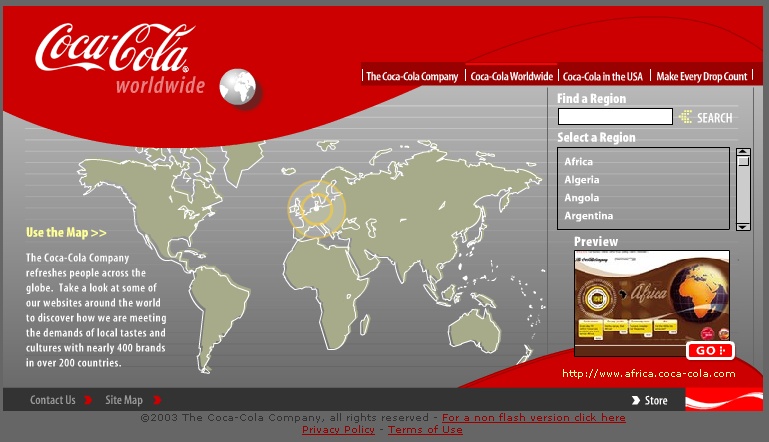 Coca-Cola®
worldwide
The Coca-Cola Company
Coca-Cola Worldwide
Coca-Cola in the USA
Make Every Drop Count
Find a Region
SEARCH
Select a Region
Africa
Algeria
Angola
Argentina
Use the Map >>
The Coca-Cola Company
refreshes people across the
globe. Take a look at some of
our websites around the world
to discover how we are meeting
the demands of local tastes and
cultures with nearly 400 brands
in over 200 countries.
Preview
Africa
GO
http://www.africa.coca-cola.com
Contact Us
Site Map
Store
©2003 The Coca-Cola Company, all rights reserved - For a non flash version click here
Privacy Policy - Terms of Use